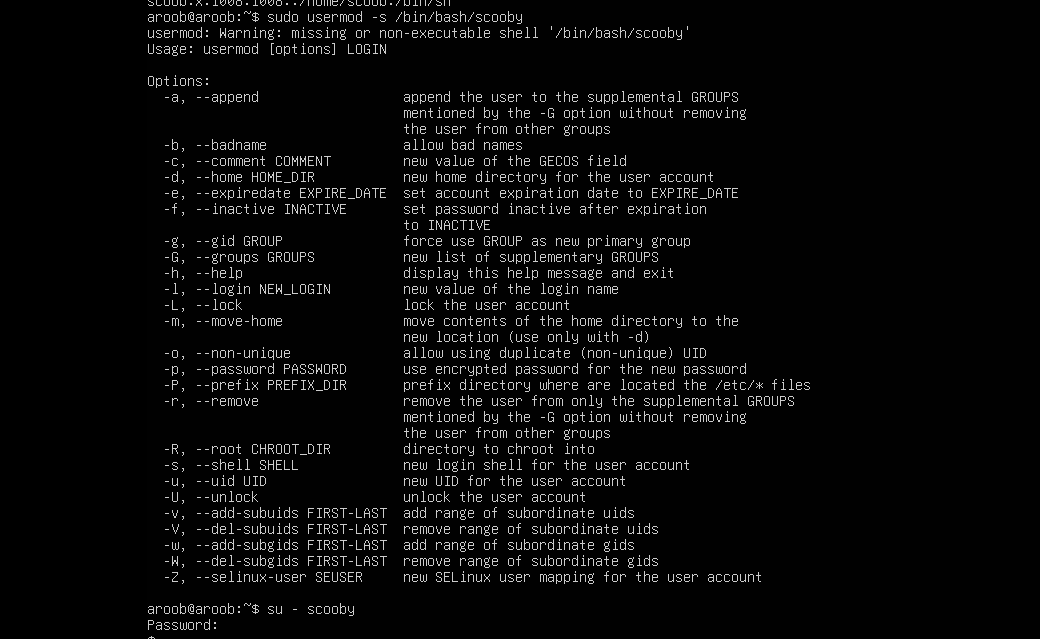 scoob:x:1008:1008::/home/scoob:/bin/sh
aroob@aroob:~$ sudo usermod -s /bin/bash/scooby
usermod: Warning: missing or non-executable shell '/bin/bash/scooby'
Usage: usermod [options] LOGIN
Options:
-a, --append append the user to the supplemental GROUPS
mentioned by the -G option without removing
the user from other groups
-b, --badname allow bad names
-c, --comment COMMENT new value of the GECOS field
-d, --home HOME_DIR new home directory for the user account
-e, --expiredate EXPIRE_DATE set account expiration date to EXPIRE_DATE
-f, --inactive INACTIVE set password inactive after expiration
to INACTIVE
-g, --gid GROUP force use GROUP as new primary group
-G, --groups GROUPS new list of supplementary GROUPS
-h, --help display this help message and exit
-l, --login NEW_LOGIN new value of the login name
-L, --lock lock the user account
-m, --move-home move contents of the home directory to the
new location (use only with -d)
-o, --non-unique allow using duplicate (non-unique) UID
-p, --password PASSWORD use encrypted password for the new password
-P, --prefix PREFIX_DIR prefix directory where are located the /etc/* files
-r, --remove remove the user from only the supplemental GROUPS
mentioned by the -G option without removing
the user from other groups
-R, --root CHROOT_DIR directory to chroot into
-s, --shell SHELL new login shell for the user account
-u, --uid UID new UID for the user account
-U, --unlock unlock the user account
-v, --add-subuids FIRST-LAST add range of subordinate uids
-V, --del-subuids FIRST-LAST remove range of subordinate uids
-w, --add-subgids FIRST-LAST add range of subordinate gids
-W, --del-subgids FIRST-LAST remove range of subordinate gids
-Z, --selinux-user SEUSER new SELinux user mapping for the user account
aroob@aroob:~$ su - scooby
Password: